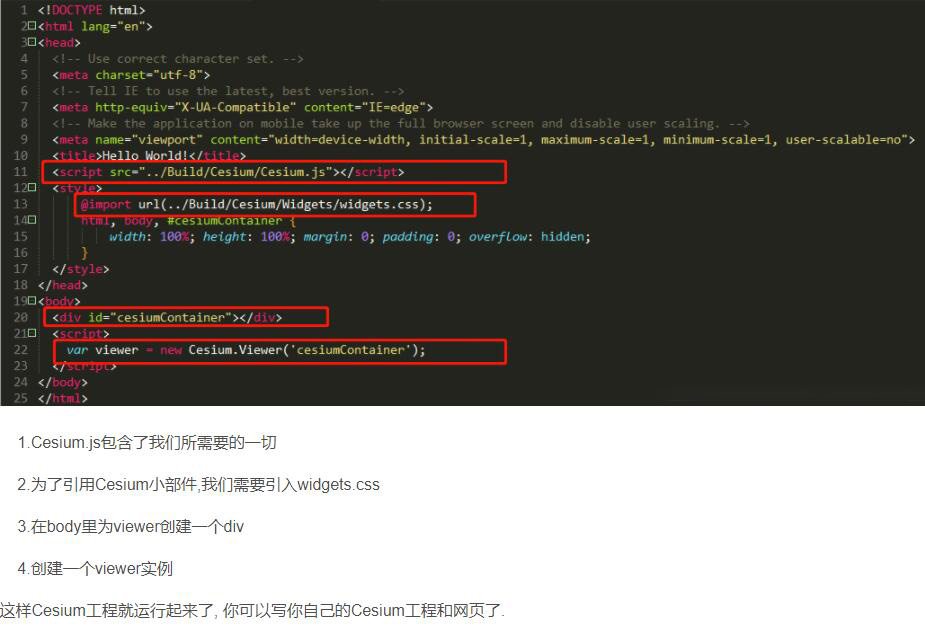 1 <!DOCTYPE html>
2 <html lang="en">
3 <head>
4 <!-- Use correct character set. -->
5 <meta charset="utf-8">
6 <!-- Tell IE to use the latest, best version. -->
7 <meta http-equiv="X-UA-Compatible" content="IE=edge">
8 <!-- Make the application on mobile take up the full browser screen and disable user scaling. -->
9 <meta name="viewport" content="width=device-width, initial-scale=1, maximum-scale=1, minimum-scale=1, user-scalable=no">
10 <title>Hello World!</title>
11 <script src="../Build/Cesium/Cesium.js"></script>
12 <style>
13 @import url(../Build/Cesium/Widgets/widgets.css);
14 html, body, #cesiumContainer {
15 width: 100%; height: 100%; margin: 0; padding: 0; overflow: hidden;
16 }
17 </style>
18 </head>
19 <body>
20 <div id="cesiumContainer"></div>
21 <script>
22 var viewer = new Cesium.Viewer('cesiumContainer');
23 </script>
24 </body>
25 </html>
1.Cesium.js包含了我们所需要的一切
2.为了引用Cesium小部件,我们需要引入widgets.css
3.在body里为viewer创建一个div
4.创建一个viewer实例
这样Cesium工程就运行起来了, 你可以写你自己的Cesium工程和网页了.